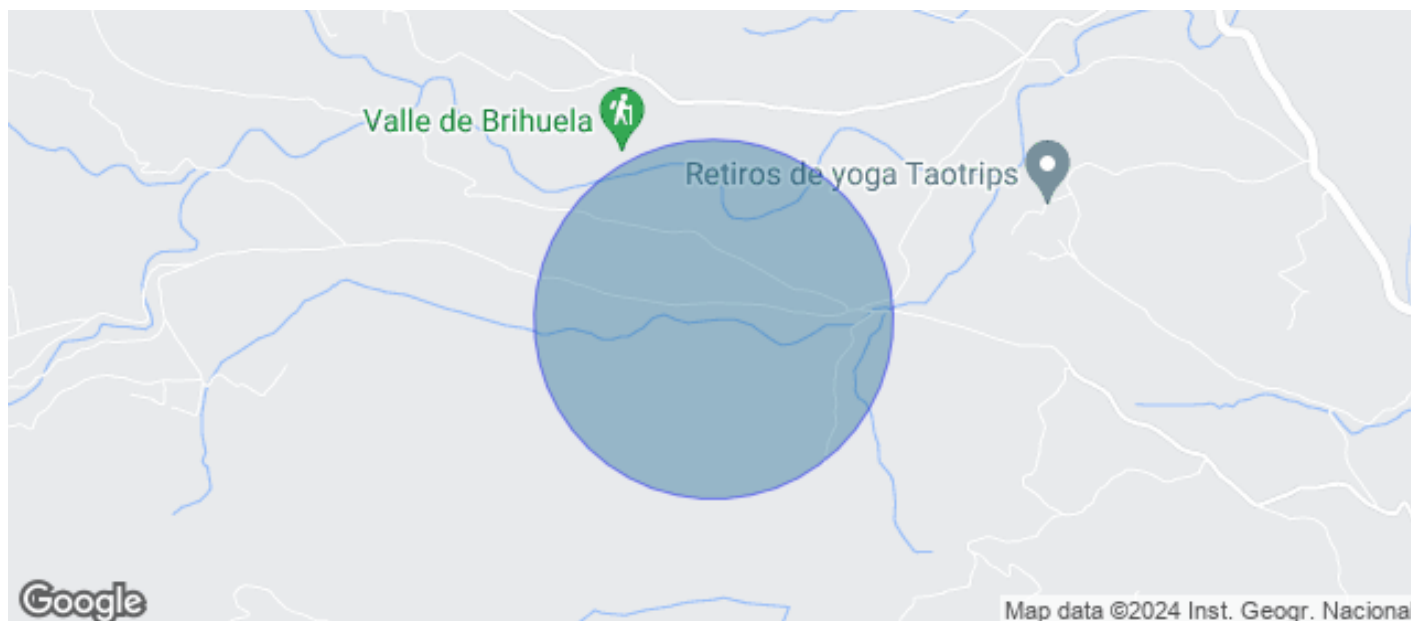 Valle de Brihuela
Retiros de yoga Taotrips
Google
Map data ©2024 Inst. Geogr. Nacional